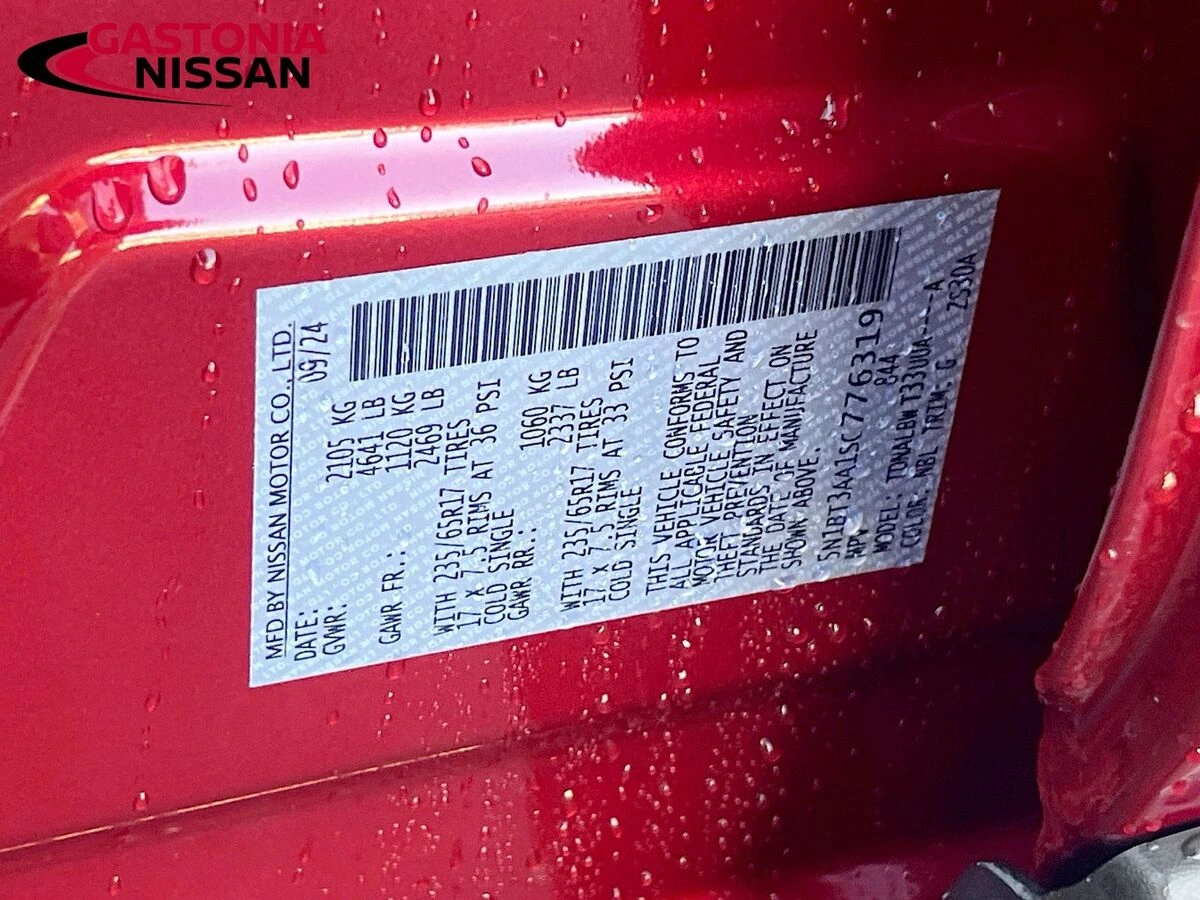 GASTONIA
NISSAN
MFD BY NISSAN MOTOR CO., LTD.
DATE: 09/24
GVWR: 2105 KG
4641 LB
GAWR FR.: 1120 KG
2469 LB
WITH 235/65R17 TIRES
17 X 7.5 RIMS AT 36 PSI
COLD SINGLE
GAWR RR.: 1060 KG
2337 LB
WITH 235/65R17 TIRES
17 X 7.5 RIMS AT 33 PSI
COLD SINGLE
THIS VEHICLE CONFORMS TO
ALL APPLICABLE FEDERAL
MOTOR VEHICLE SAFETY AND
THEFT PREVENTION
STANDARDS IN EFFECT ON
THE DATE OF MANUFACTURE
SHOWN ABOVE.
5N1BT3AA1SC776319
MPV 844
MODEL: TDNALBW T33UUA---A
COLOR: NBL TRIM: G ZS3DA